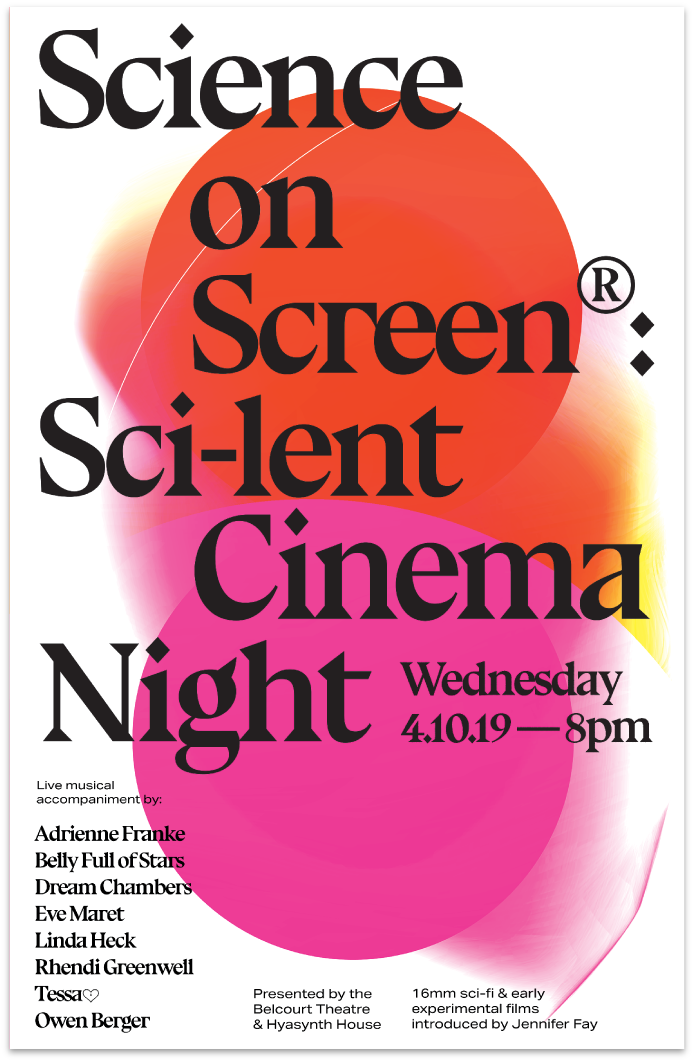 Science
on
Screen®:
Sci-lent
Cinema
Night
Wednesday
4.10.19 — 8pm
Live musical
accompaniment by:
Adrienne Franke
Belly Full of Stars
Dream Chambers
Eve Maret
Linda Heck
Rhendi Greenwell
Tessa♡
Owen Berger
Presented by the
Belcourt Theatre
& Hyasynth House
16mm sci-fi & early
experimental films
introduced by Jennifer Fay